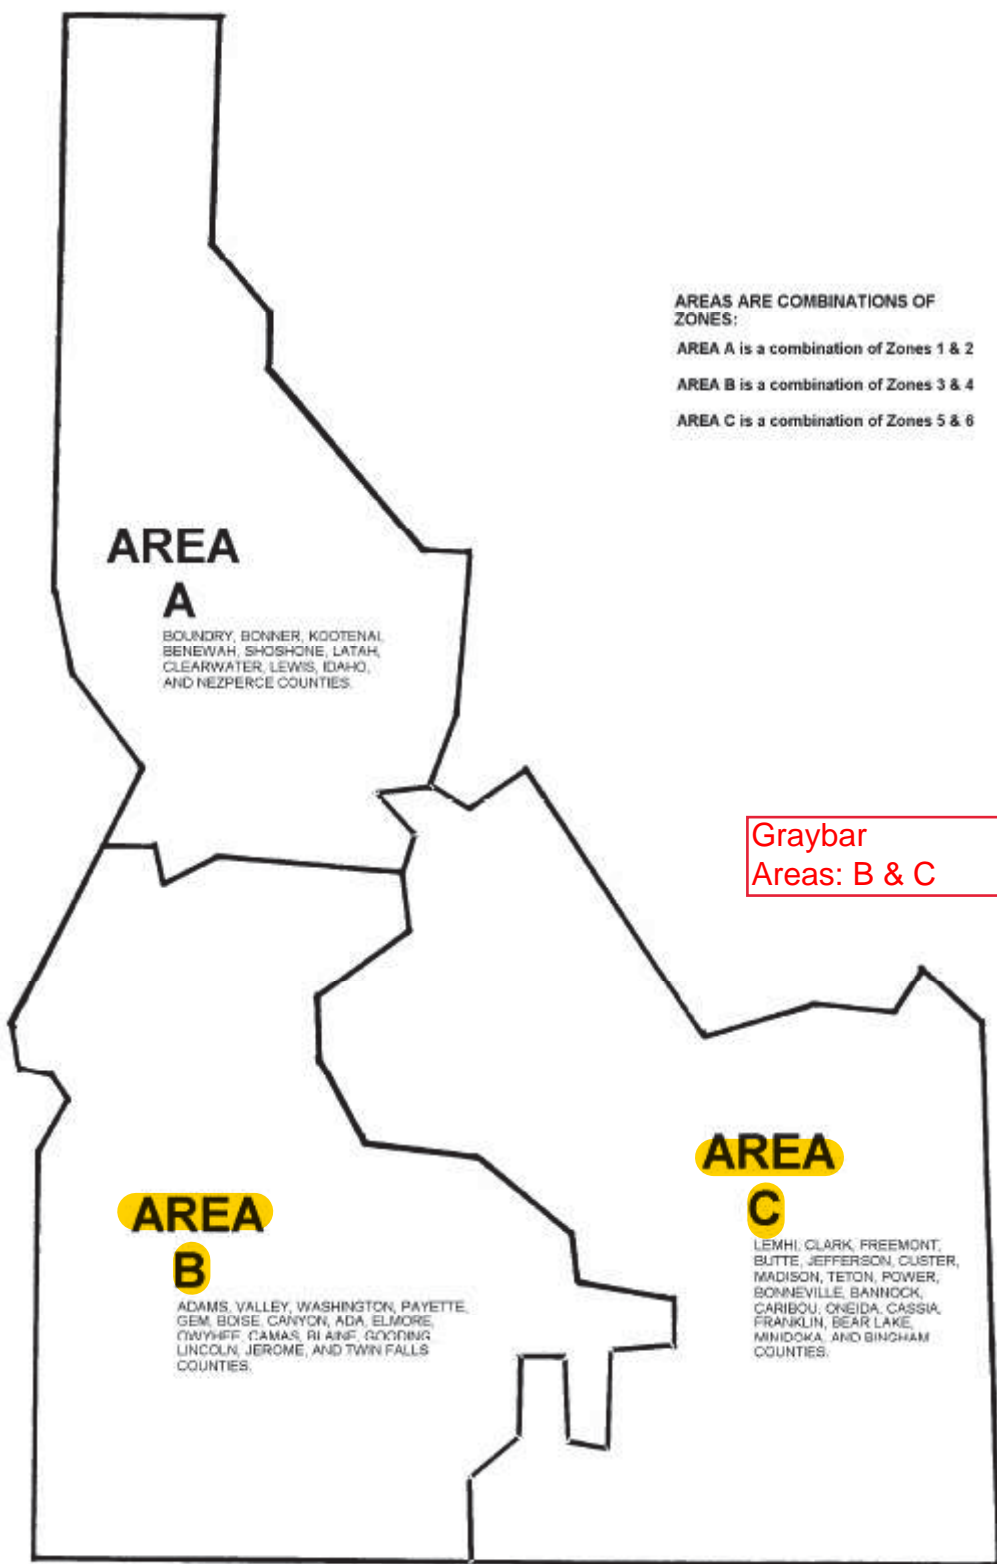 AREAS ARE COMBINATIONS OF
ZONES:
AREA A is a combination of Zones 1 & 2
AREA B is a combination of Zones 3 & 4
AREA C is a combination of Zones 5 & 6
AREA
A
BOUNDRY, BONNER, KOOTENAI,
BENEWAH, SHOSHONE, LATAH,
CLEARWATER, LEWIS, IDAHO,
AND NEZPERCE COUNTIES.
Graybar
Areas: B & C
AREA
B
ADAMS, VALLEY, WASHINGTON, PAYETTE,
GEM, BOISE, CANYON, ADA, ELMORE,
OWYHEE, CAMAS, BLAINE, GOODING
LINCOLN, JEROME, AND TWIN FALLS
COUNTIES.
AREA
C
LEMHI, CLARK, FREEMONT,
BUTTE, JEFFERSON, CUSTER,
MADISON, TETON, POWER,
BONNEVILLE, BANNOCK,
CARIBOU, ONEIDA, CASSIA,
FRANKLIN, BEAR LAKE,
MINIDOKA, AND BINGHAM
COUNTIES.